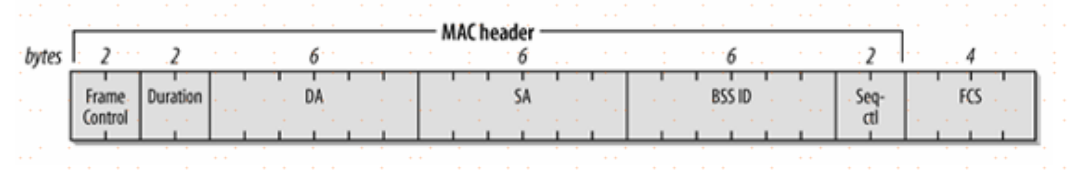 MAC header
bytes 2 2 6 6 6 2 4
Frame Control Duration DA SA BSS ID Seq-ctl FCS